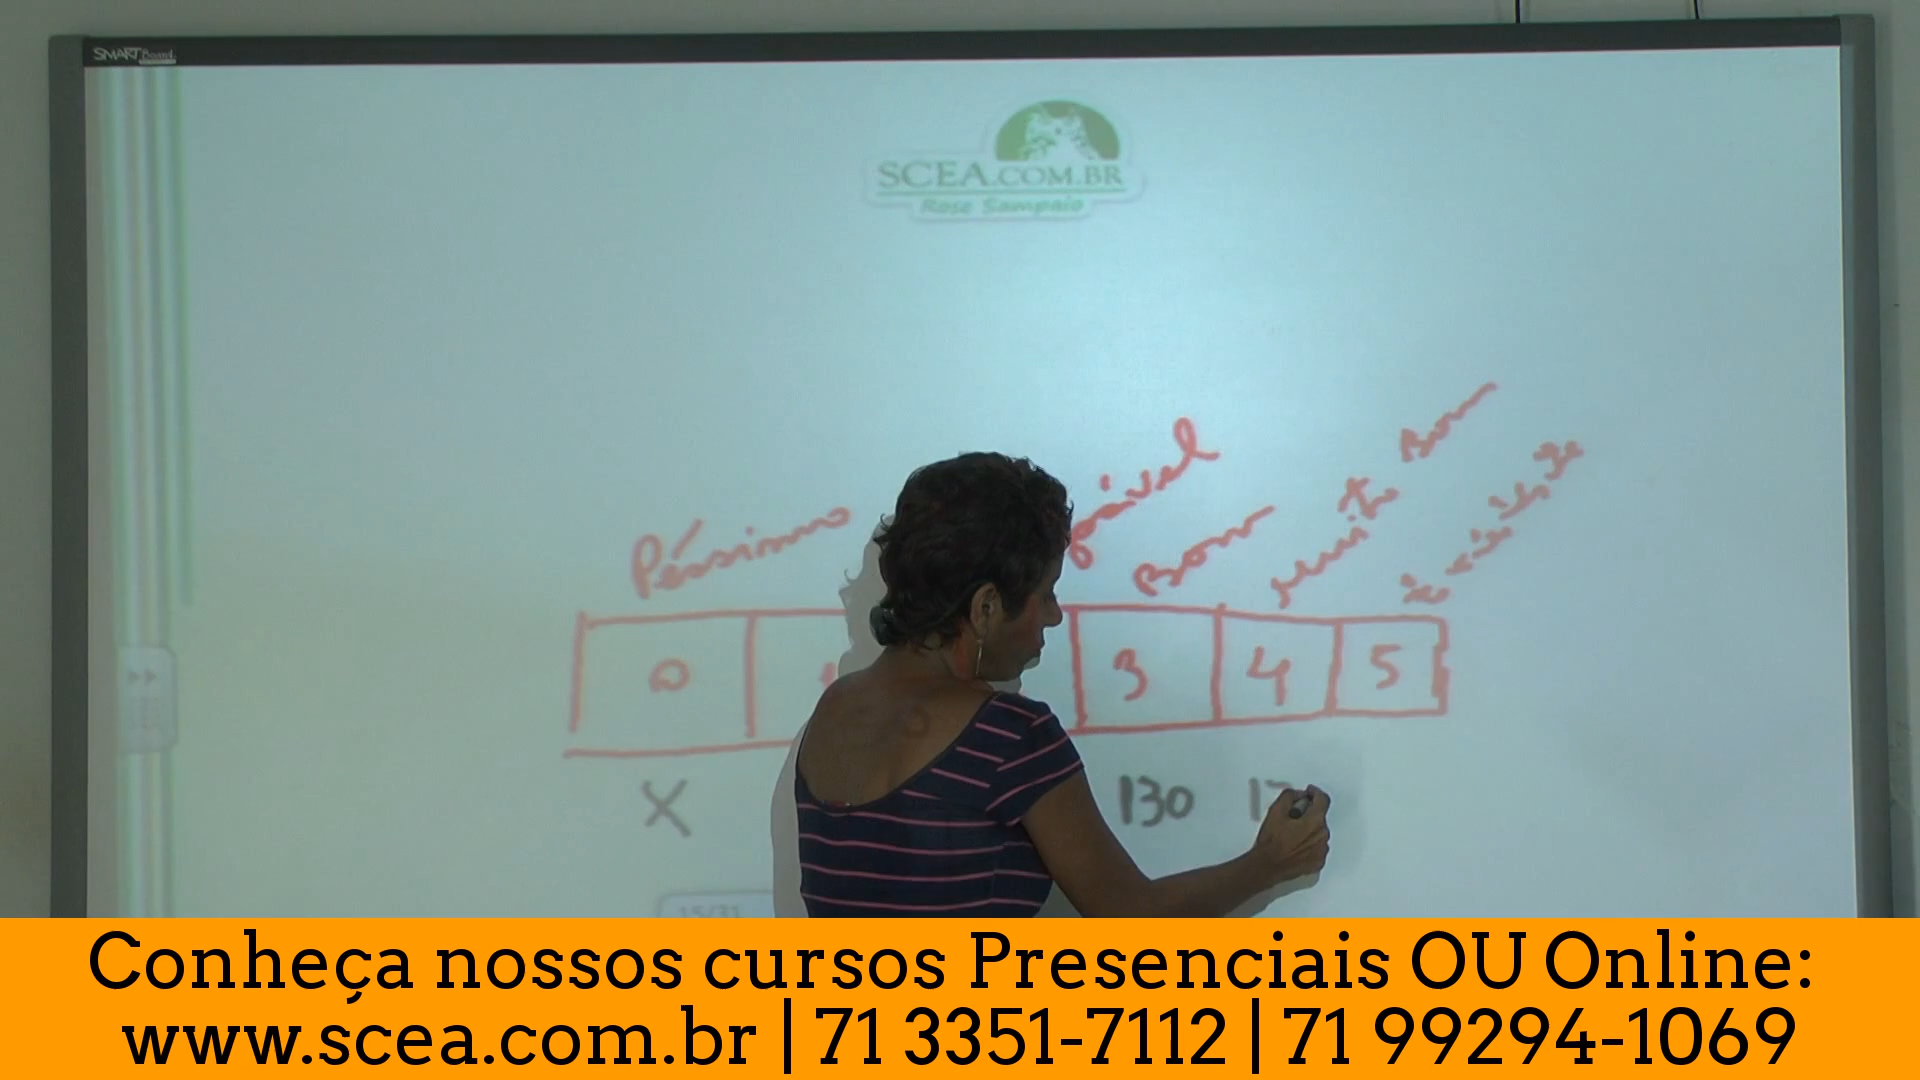 SMART Board
SCEA.COM.BR
Rose Sampaio
Péssimo
Bom
muito Bom
0
3
4
5
X
130
Conheça nossos cursos Presenciais OU Online:
www.scea.com.br | 71 3351-7112 | 71 99294-1069